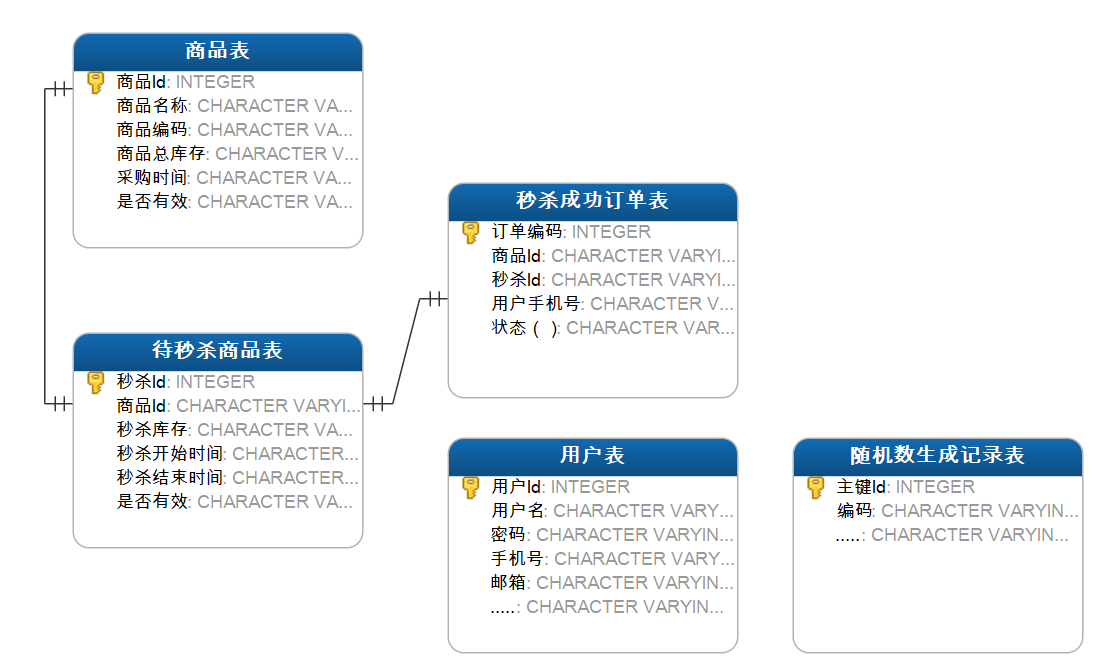 商品表
商品Id: INTEGER
商品名称: CHARACTER VA...
商品编码: CHARACTER VA...
商品总库存: CHARACTER V...
采购时间: CHARACTER VA...
是否有效: CHARACTER VA...
秒杀成功订单表
订单编码: INTEGER
商品Id: CHARACTER VARYI...
秒杀Id: CHARACTER VARYI...
用户手机号: CHARACTER V...
状态 ( ): CHARACTER VAR...
待秒杀商品表
秒杀Id: INTEGER
商品Id: CHARACTER VARYI...
秒杀库存: CHARACTER VA...
秒杀开始时间: CHARACTER...
秒杀结束时间: CHARACTER...
是否有效: CHARACTER VA...
用户表
用户Id: INTEGER
用户名: CHARACTER VARY...
密码: CHARACTER VARYIN...
手机号: CHARACTER VARY...
邮箱: CHARACTER VARYIN...
.....: CHARACTER VARYIN...
随机数生成记录表
主键Id: INTEGER
编码: CHARACTER VARYIN...
.....: CHARACTER VARYIN...